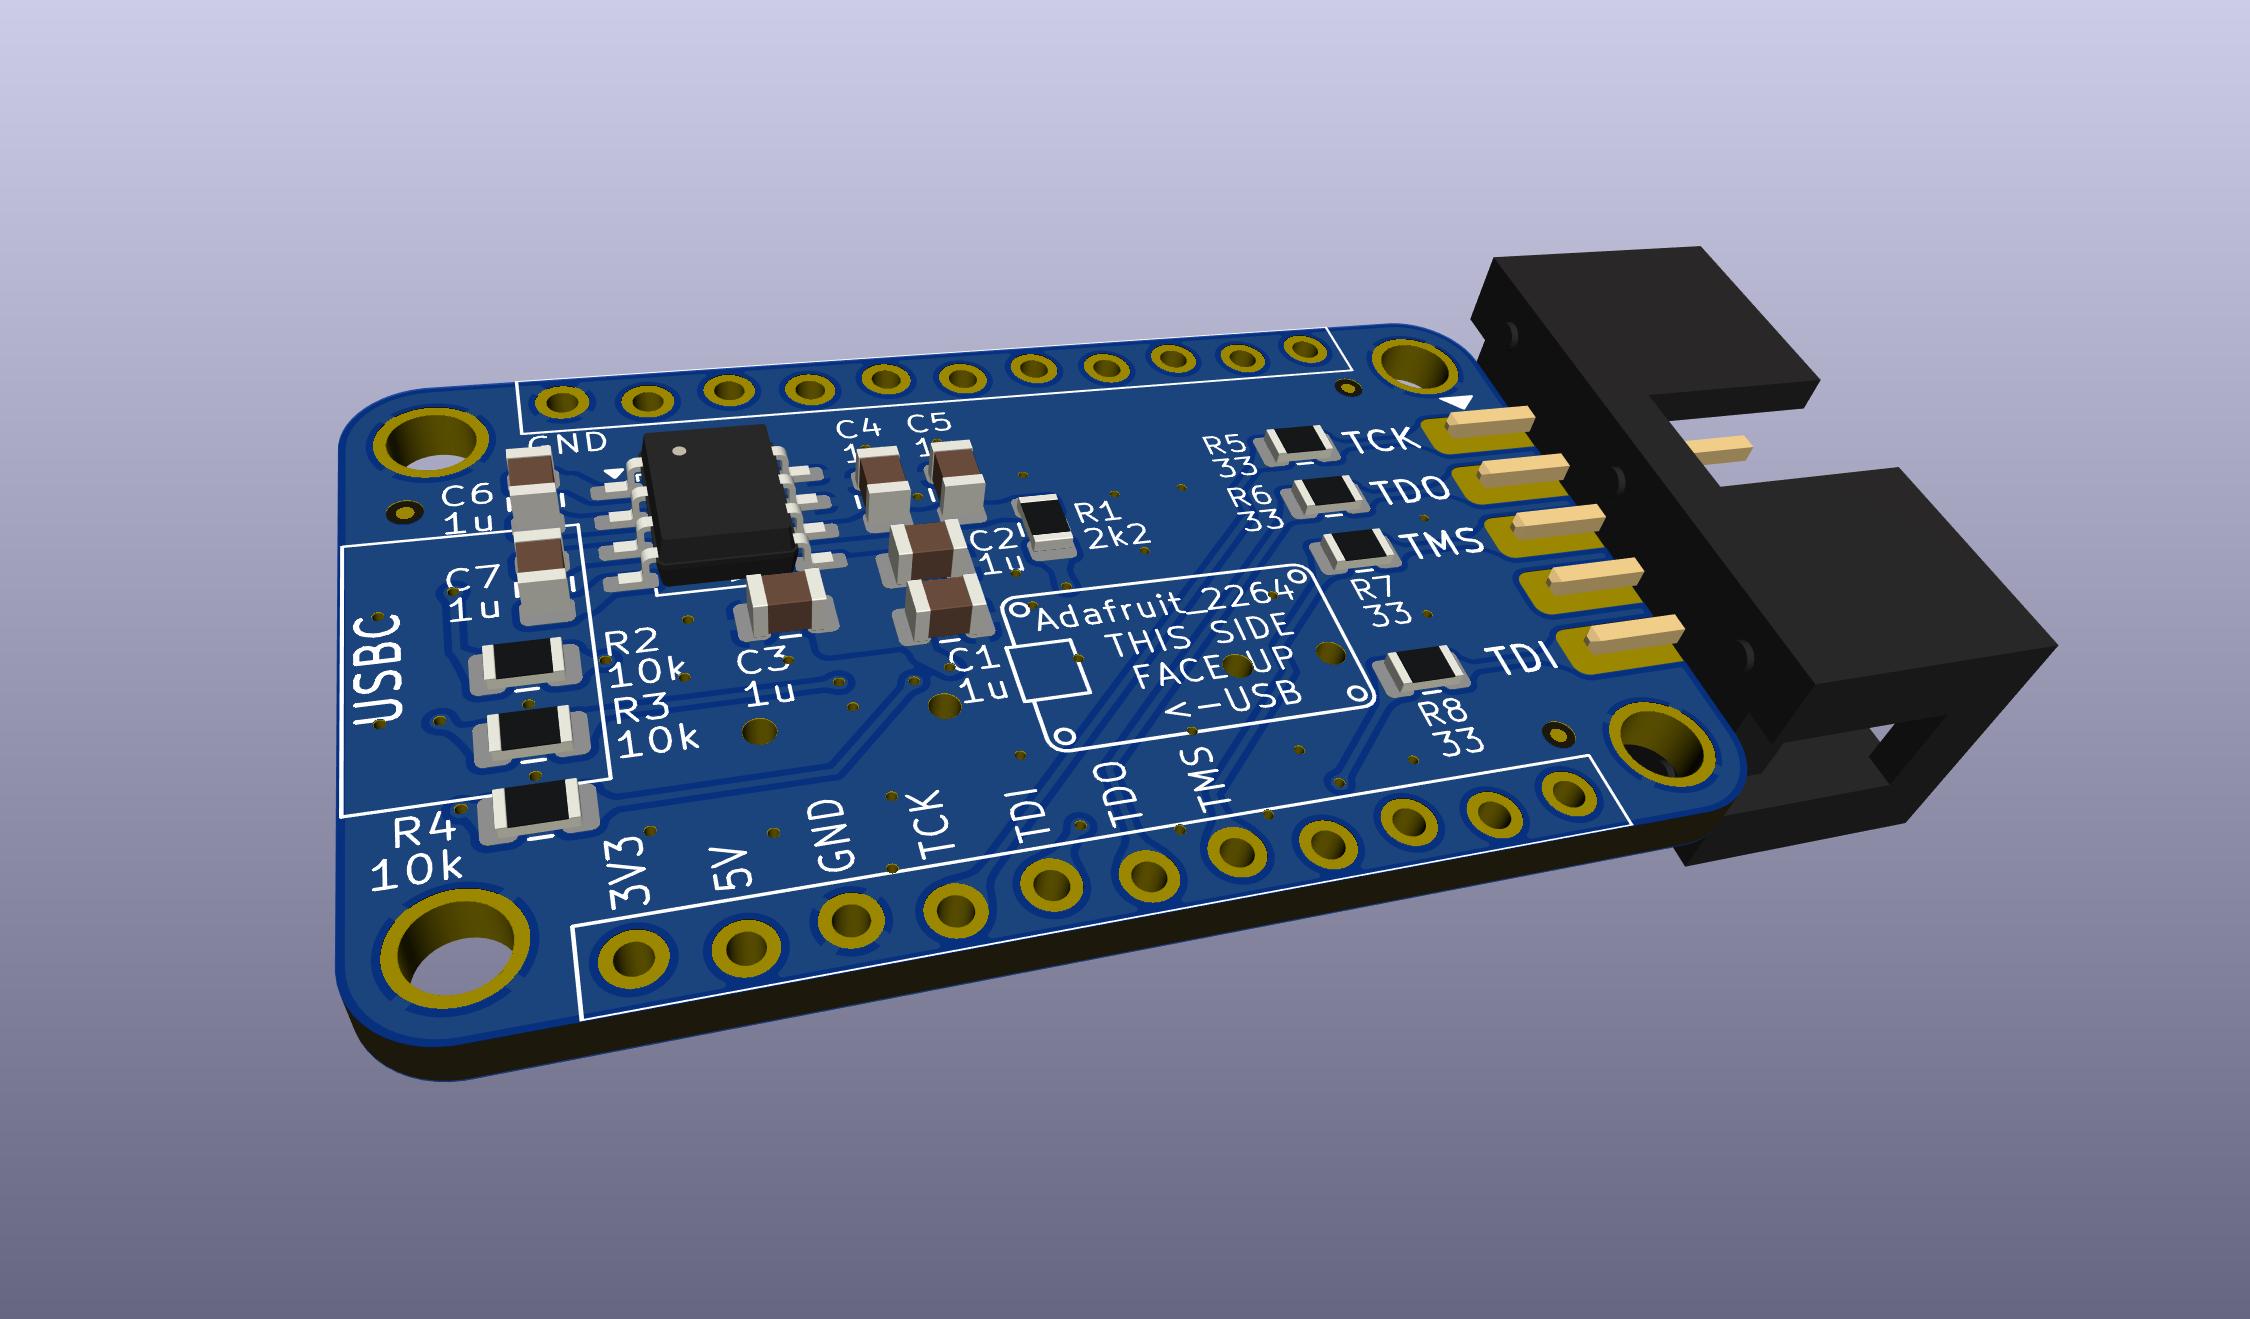 GND
C4
C5
C6
1u
R1
2k2
C2
1u
R5
33
TCK
R6
33
TDO
TMS
R7
33
C7
1u
USBC
R2
10k
R3
10k
R4
10k
C3
1u
C1
1u
Adafruit_2264
THIS SIDE
FACE UP
<-USB
TDI
R8
33
3V3
5V
GND
TCK
TDI
TDO
TMS